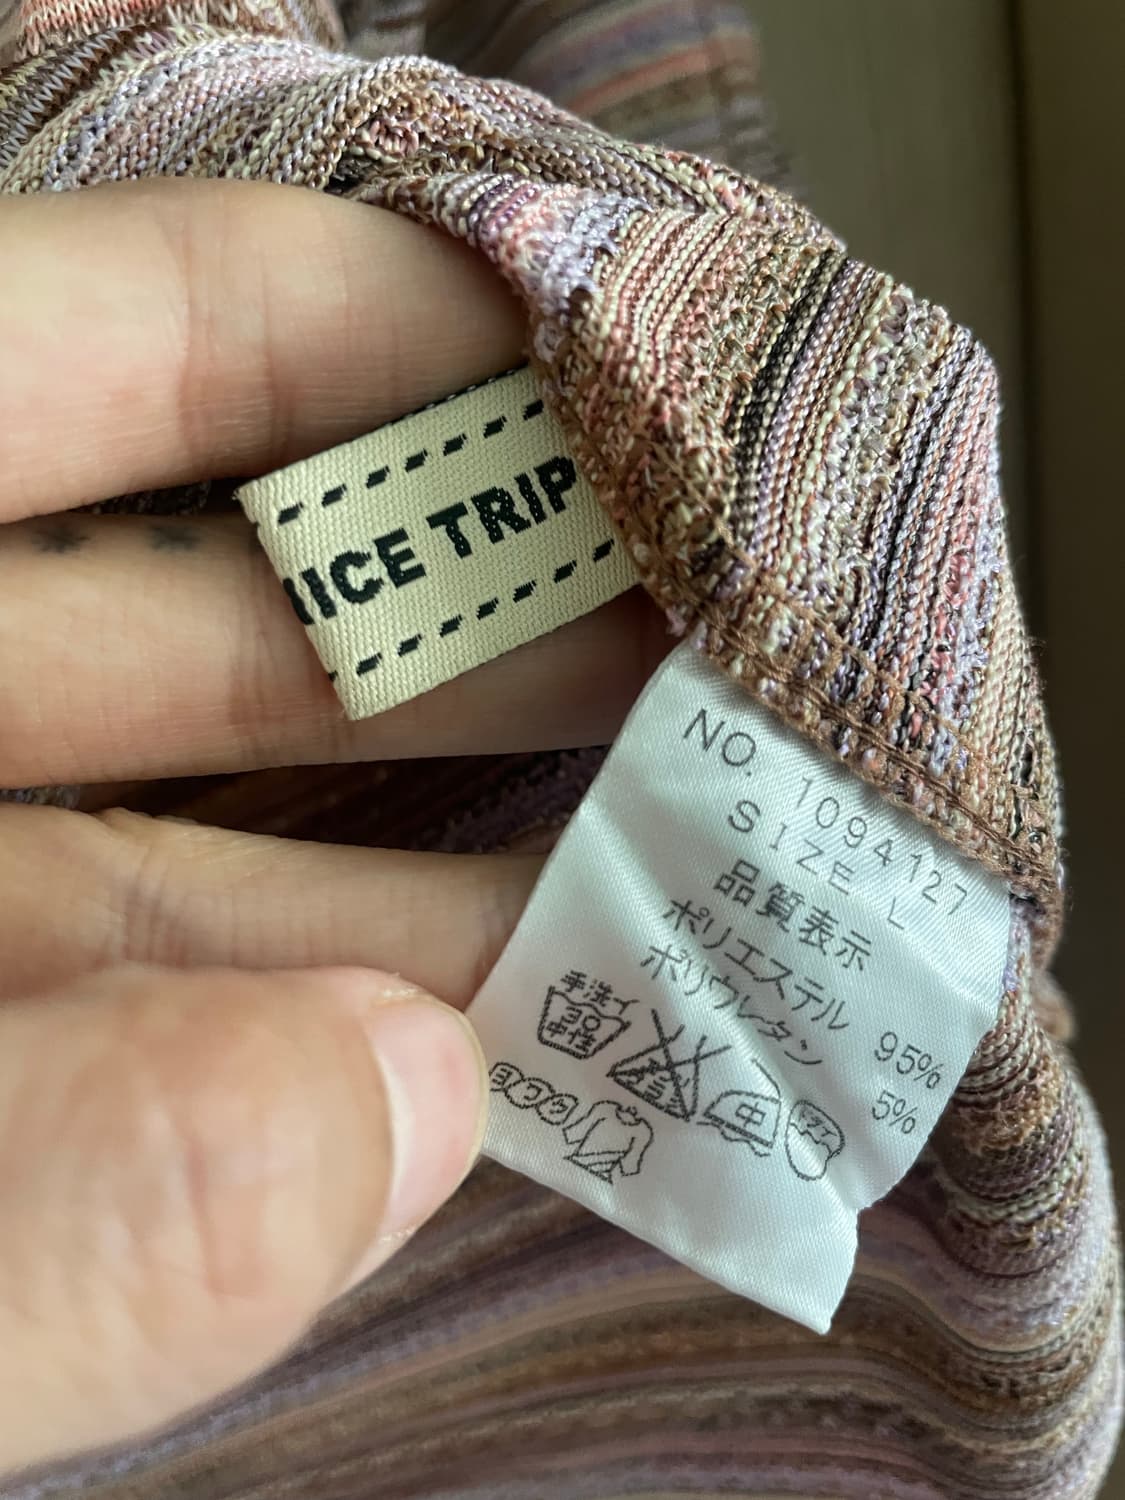 NICE TRIP
NO. 1094127
SIZE L
品質表示
ポリエステル 95%
ポリウレタン 5%
手洗イ
30
中性
中